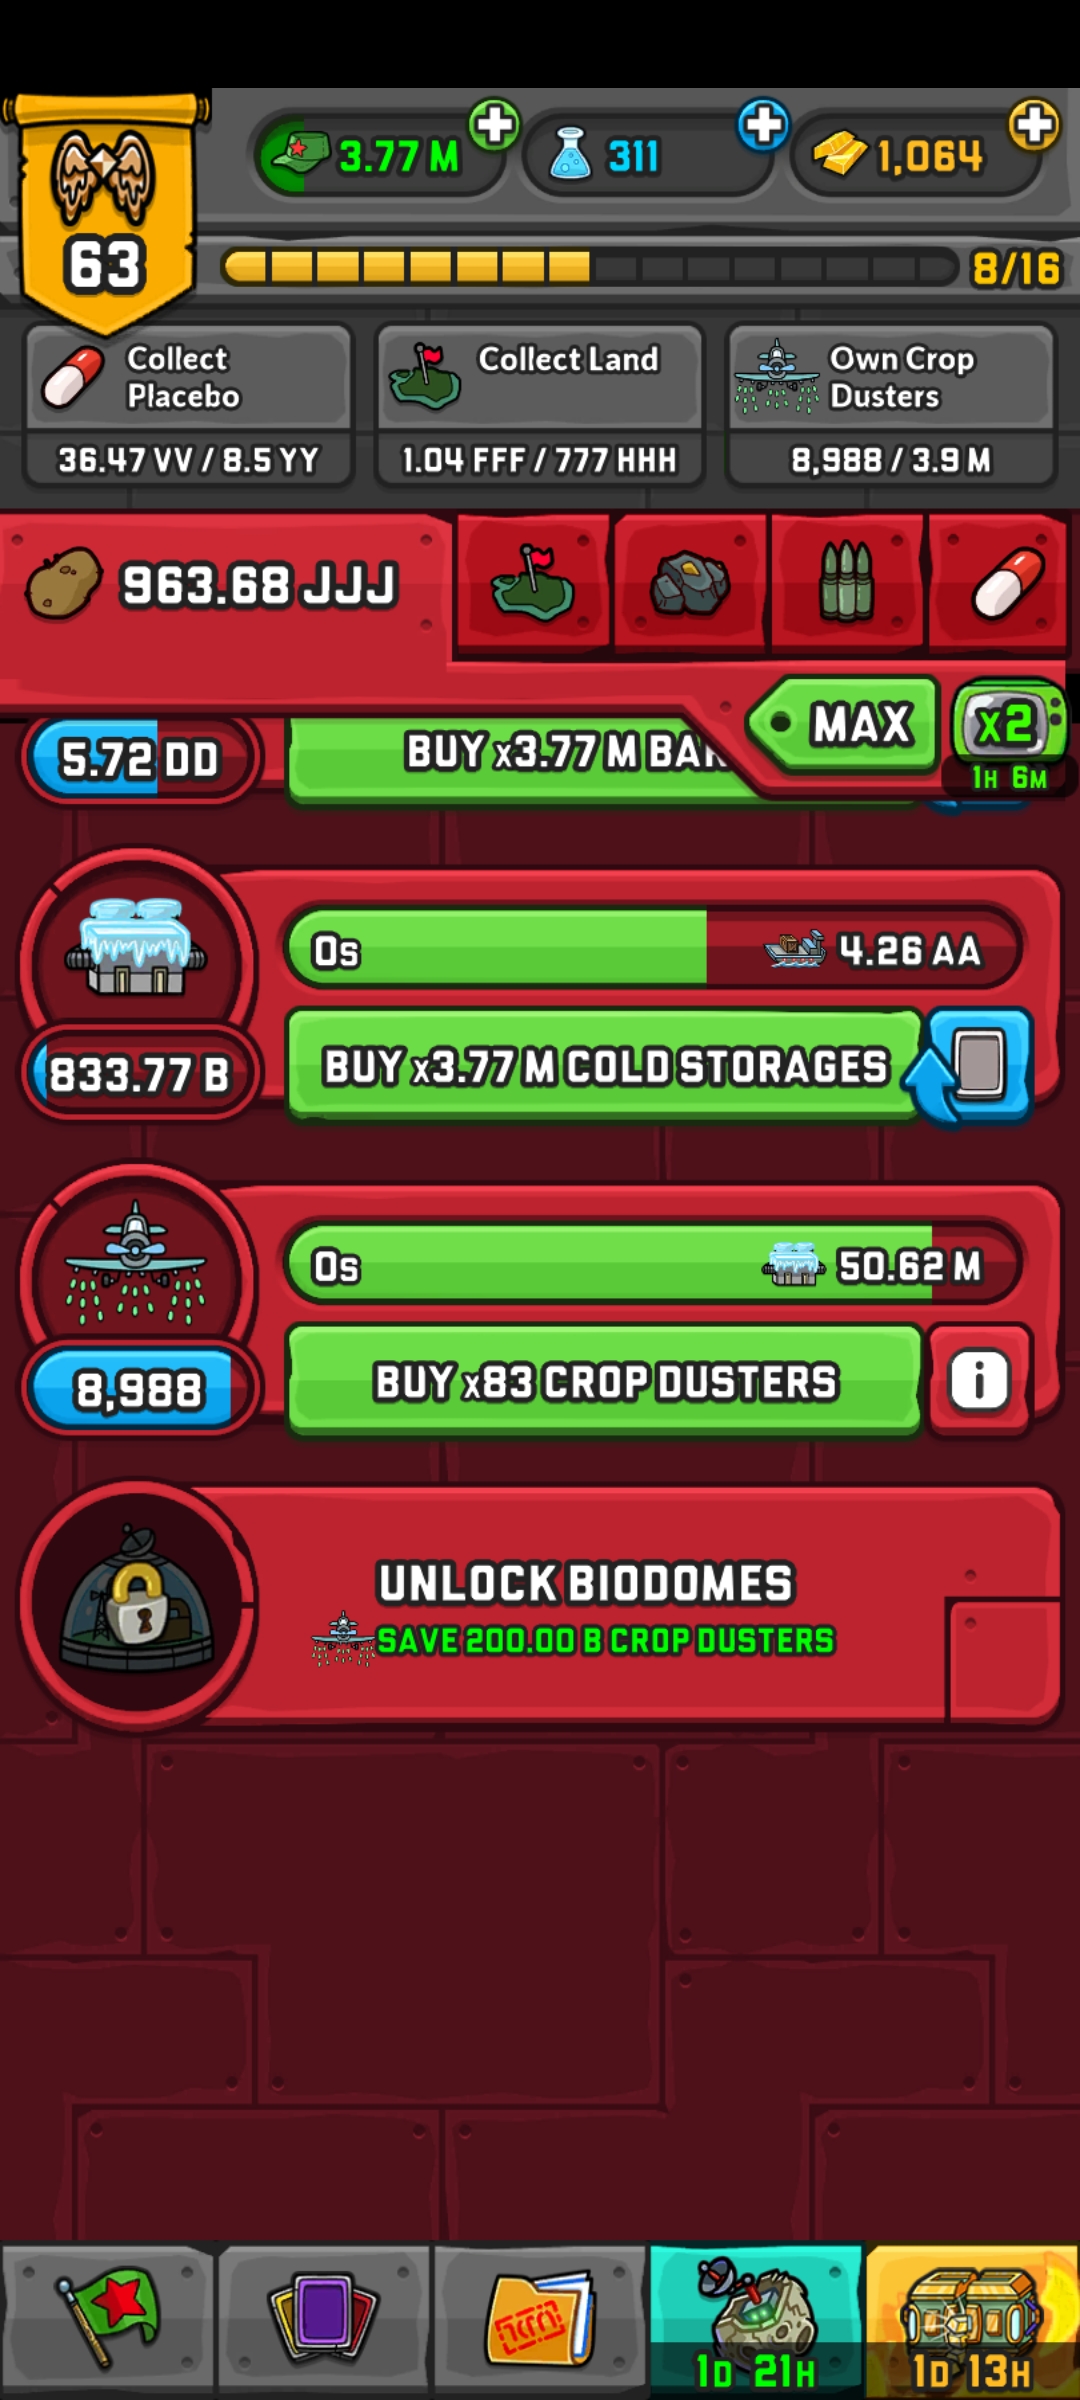 3.77 M
311
1,064
63
8/16
Collect
Placebo
36.47 VV / 8.5 YY
Collect Land
1.04 FFF / 777 HHH
Own Crop
Dusters
8,988 / 3.9 M
963.68 JJJ
MAX
x2
1H 6M
5.72 DD
BUY x3.77 M BAR
0s
4.26 AA
833.77 B
BUY x3.77 M COLD STORAGES
0s
50.62 M
8,988
BUY x83 CROP DUSTERS
i
UNLOCK BIODOMES
SAVE 200.00 B CROP DUSTERS
1D 21H
1D 13H